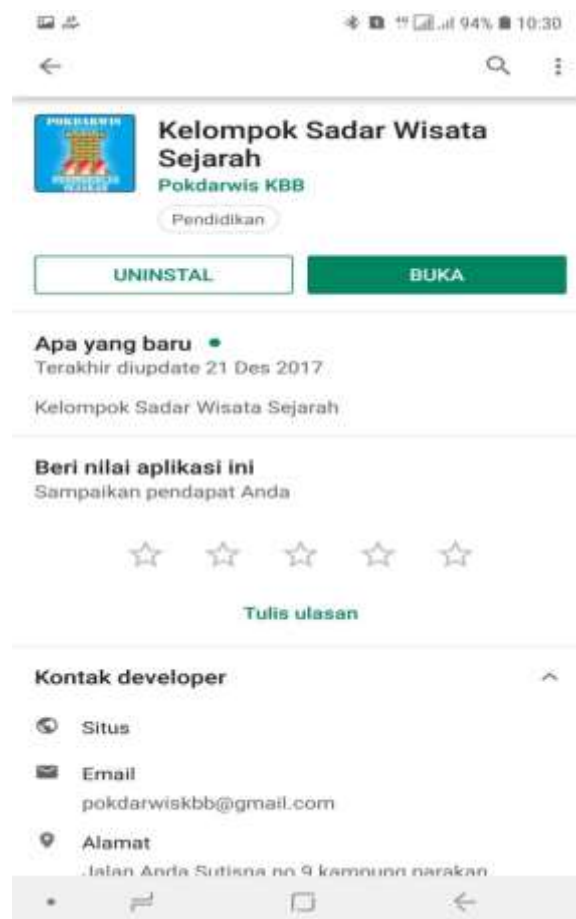 94% 10:30
POKDARWIS
Kelompok Sadar Wisata
Sejarah
Pokdarwis KBB
Pendidikan
UNINSTAL
BUKA
Apa yang baru
Terakhir diupdate 21 Des 2017
Kelompok Sadar Wisata Sejarah
Beri nilai aplikasi ini
Sampaikan pendapat Anda
Tulis ulasan
Kontak developer
Situs
Email
pokdarwiskbb@gmail.com
Alamat
Jalan Anda Sutisna no 9 kampung parakan